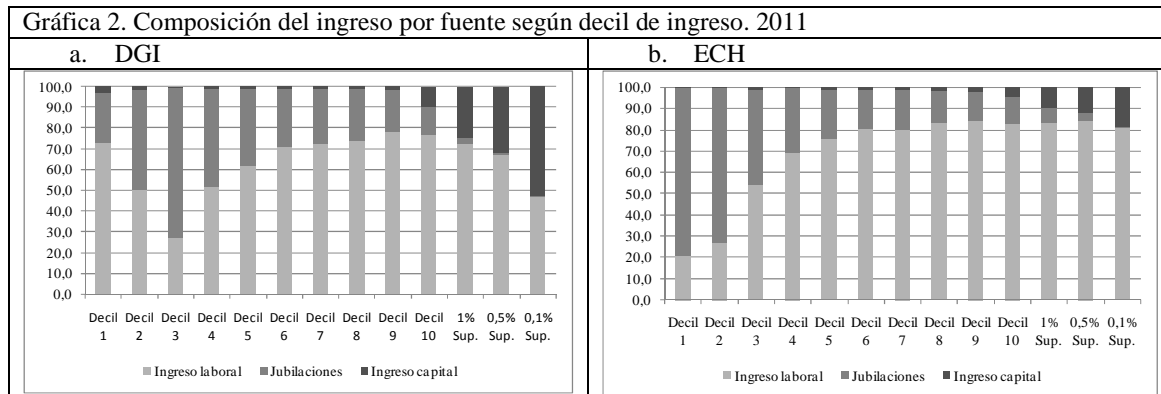 Gráfica 2. Composición del ingreso por fuente según decil de ingreso. 2011
a. DGI
b. ECH
100,0
90,0
80,0
70,0
60,0
50,0
40,0
30,0
20,0
10,0
0,0
Decil 1
Decil 2
Decil 3
Decil 4
Decil 5
Decil 6
Decil 7
Decil 8
Decil 9
Decil 10
1% Sup.
0,5% Sup.
0,1% Sup.
Ingreso laboral
Jubilaciones
Ingreso capital
100,0
90,0
80,0
70,0
60,0
50,0
40,0
30,0
20,0
10,0
0,0
Decil 1
Decil 2
Decil 3
Decil 4
Decil 5
Decil 6
Decil 7
Decil 8
Decil 9
Decil 10
1% Sup.
0,5% Sup.
0,1% Sup.
Ingreso laboral
Jubilaciones
Ingreso capital